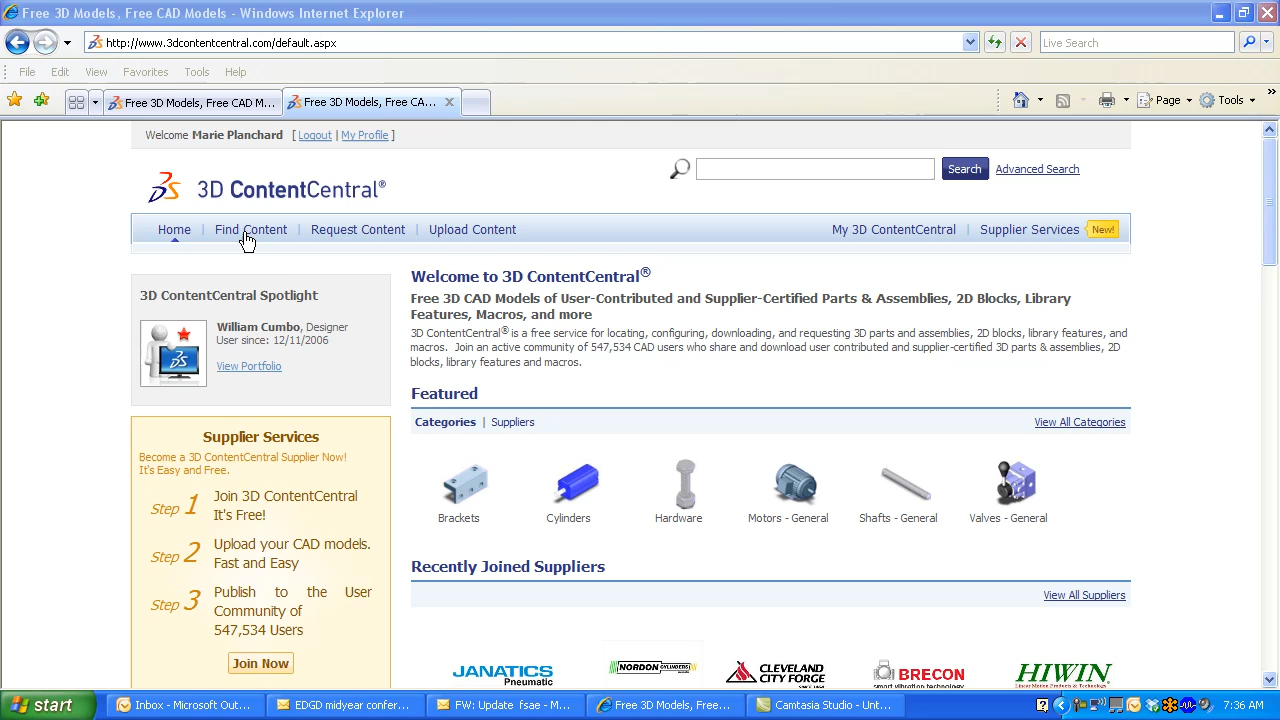 Free 3D Models, Free CAD Models - Windows Internet Explorer
http://www.3dcontentcentral.com/default.aspx
Live Search
File Edit View Favorites Tools Help
Free 3D Models, Free CAD M...
Free 3D Models, Free CA...
Page
Tools
Welcome Marie Planchard [ Logout | My Profile ]
3D ContentCentral®
Search
Advanced Search
Home | Find Content | Request Content | Upload Content
My 3D ContentCentral | Supplier Services New!
3D ContentCentral Spotlight
William Cumbo, Designer
User since: 12/11/2006
View Portfolio
Supplier Services
Become a 3D ContentCentral Supplier Now!
It's Easy and Free.
Step 1 Join 3D ContentCentral
It's Free!
Step 2 Upload your CAD models.
Fast and Easy
Step 3 Publish to the User
Community of
547,534 Users
Join Now
Welcome to 3D ContentCentral®
Free 3D CAD Models of User-Contributed and Supplier-Certified Parts & Assemblies, 2D Blocks, Library
Features, Macros, and more
3D ContentCentral® is a free service for locating, configuring, downloading, and requesting 3D parts and assemblies, 2D blocks, library features, and
macros. Join an active community of 547,534 CAD users who share and download user contributed and supplier-certified 3D parts & assemblies, 2D
blocks, library features and macros.
Featured
Categories | Suppliers
View All Categories
Brackets
Cylinders
Hardware
Motors - General
Shafts - General
Valves - General
Recently Joined Suppliers
View All Suppliers
JANATICS
Pneumatic
NORDON CYLINDERS
CLEVELAND
CITY FORGE
BRECON
smart vibration technology
HIWIN
Linear Motion Products & Technology
start
Inbox - Microsoft Out...
EDGD midyear confer...
FW: Update fsae - M...
Free 3D Models, Free...
Camtasia Studio - Unt...
7:36 AM